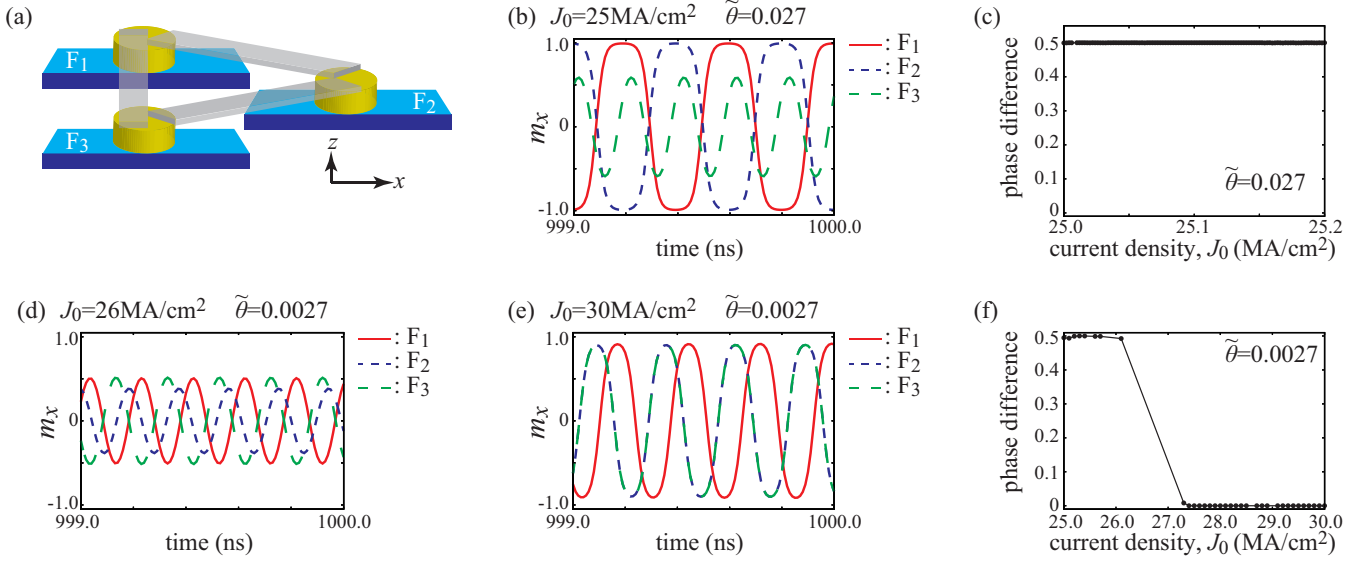 (a)
F₁
F₂
F₃
z
x
(b) J₀=25MA/cm² θ̃=0.027
: F₁
: F₂
: F₃
1.0
0
-1.0
mₓ
999.0 1000.0
time (ns)
(c)
0.5
0.4
0.3
0.2
0.1
0
phase difference
θ̃=0.027
25.0 25.1 25.2
current density, J₀ (MA/cm²)
(d) J₀=26MA/cm² θ̃=0.0027
: F₁
: F₂
: F₃
1.0
0
-1.0
mₓ
999.0 1000.0
time (ns)
(e) J₀=30MA/cm² θ̃=0.0027
: F₁
: F₂
: F₃
1.0
0
-1.0
mₓ
999.0 1000.0
time (ns)
(f)
0.5
0.4
0.3
0.2
0.1
0
phase difference
θ̃=0.0027
25.0 26.0 27.0 28.0 29.0 30.0
current density, J₀ (MA/cm²)